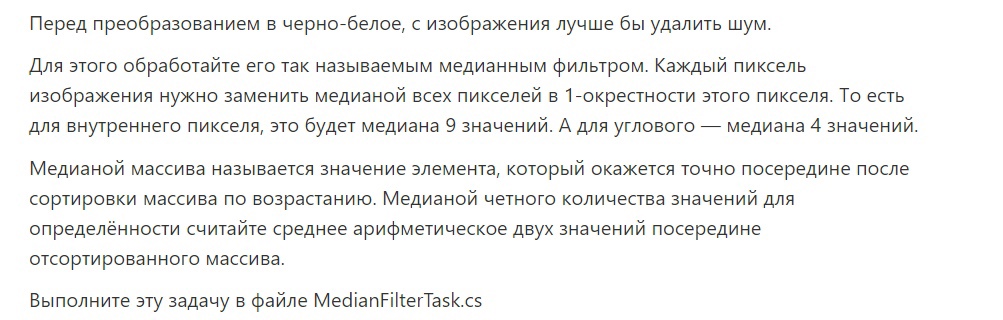 Перед преобразованием в черно-белое, с изображения лучше бы удалить шум.
Для этого обработайте его так называемым медианным фильтром. Каждый пиксель
изображения нужно заменить медианой всех пикселей в 1-окрестности этого пикселя. То есть
для внутреннего пикселя, это будет медиана 9 значений. А для углового — медиана 4 значений.
Медианой массива называется значение элемента, который окажется точно посередине после
сортировки массива по возрастанию. Медианой четного количества значений для
определённости считайте среднее арифметическое двух значений посередине
отсортированного массива.
Выполните эту задачу в файле MedianFilterTask.cs